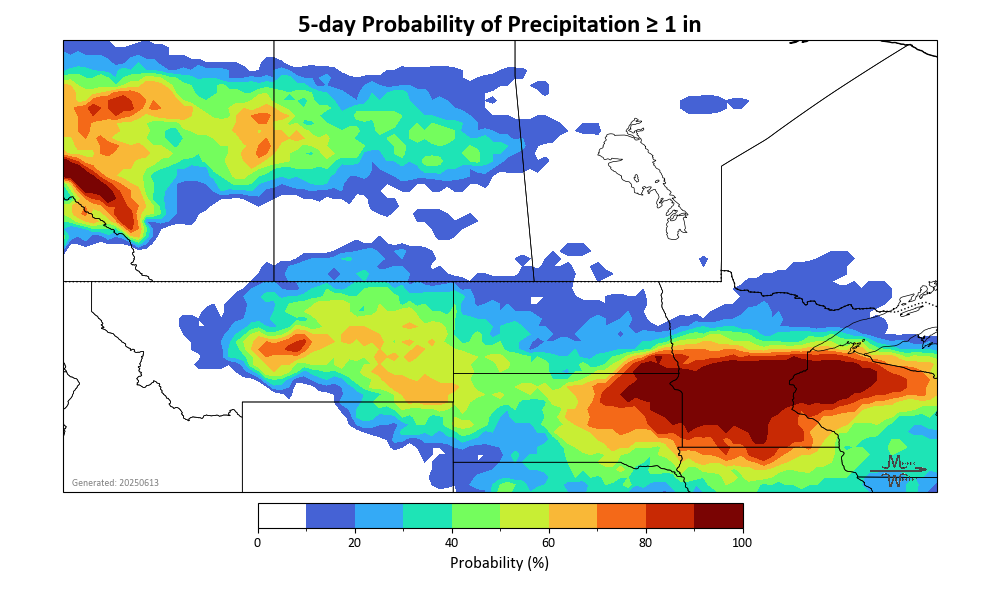 5-day Probability of Precipitation ≥ 1 in
Generated: 20250613
0 20 40 60 80 100
Probability (%)